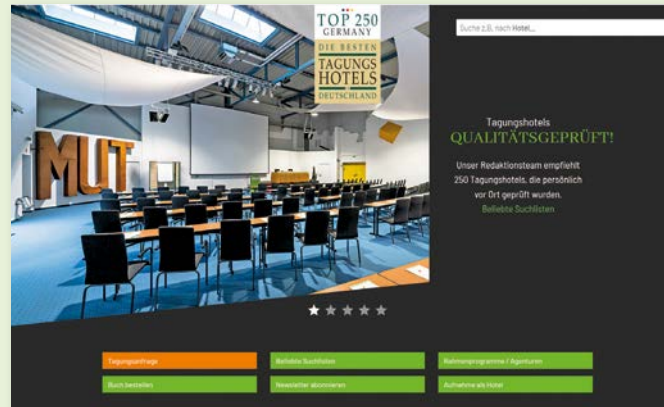 TOP 250
GERMANY
DIE BESTEN
TAGUNGS
HOTELS
DEUTSCHLAND
MUT
Suche z.B. nach Hotel...
Tagungshotels
QUALITÄTSGEPRÜFT!
Unser Redaktionsteam empfiehlt
250 Tagungshotels, die persönlich
vor Ort geprüft wurden.
Beliebte Suchlisten
Tagungsanfrage
Beliebte Suchlisten
Rahmenprogramme / Agenturen
Buch bestellen
Newsletter abonnieren
Aufnahme als Hotel